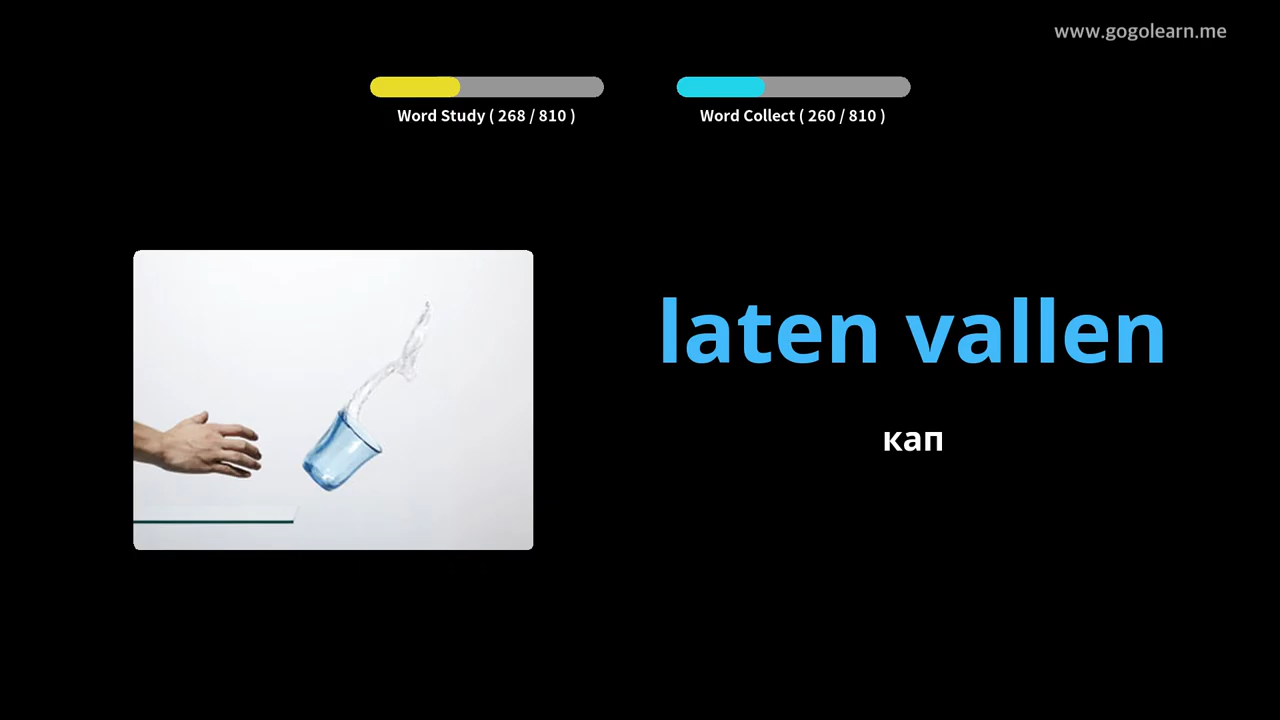 www.gogolearn.me
Word Study ( 268 / 810 )
Word Collect ( 260 / 810 )
laten vallen
кап